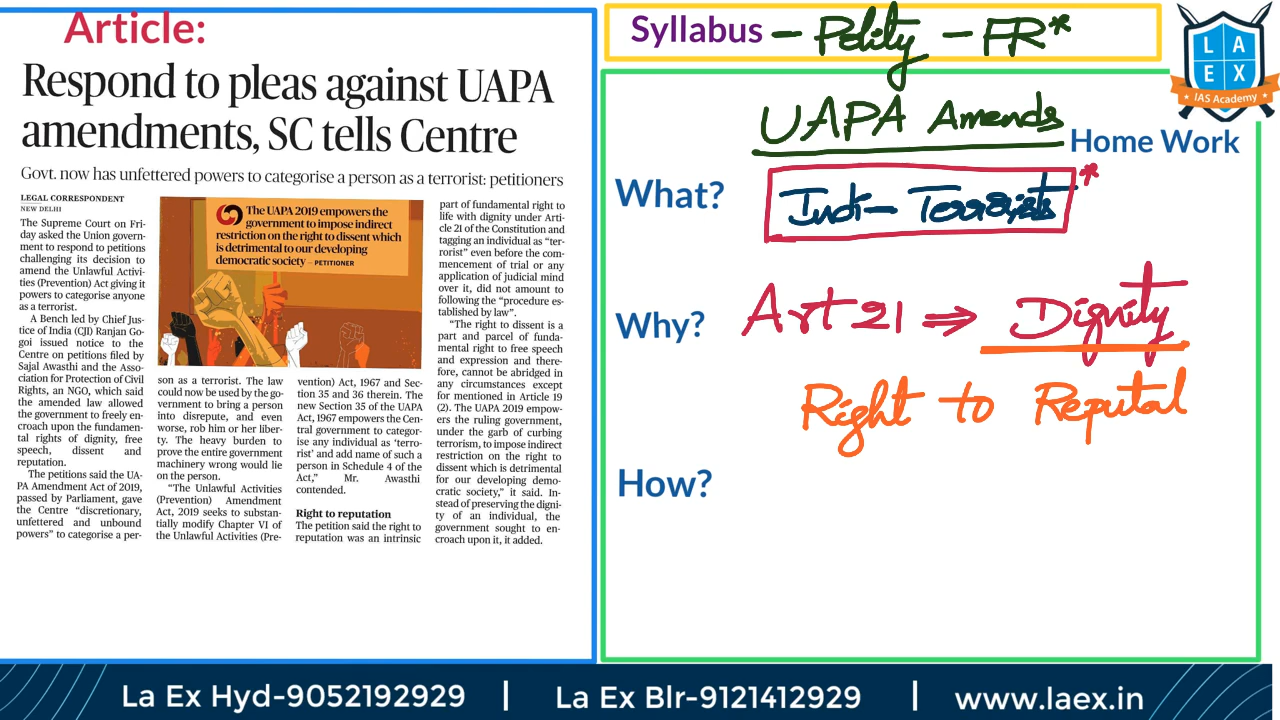 Article:
Respond to pleas against UAPA
amendments, SC tells Centre
Govt. now has unfettered powers to categorise a person as a terrorist: petitioners
LEGAL CORRESPONDENT
NEW DELHI
The Supreme Court on Fri-
day asked the Union govern-
ment to respond to petitions
challenging its decision to
amend the Unlawful Activi-
ties (Prevention) Act giving it
powers to categorise anyone
as a terrorist.
A Bench led by Chief Jus-
tice of India (CJI) Ranjan Go-
goi issued notice to the
Centre on petitions filed by
Sajal Awasthi and the Asso-
ciation for Protection of Civil
Rights, an NGO, which said
the amended law allowed
the government to freely en-
croach upon the fundamen-
tal rights of dignity, free
speech, dissent and
reputation.
The petitions said the UA-
PA Amendment Act of 2019,
passed by Parliament, gave
the Centre “discretionary,
unfettered and unbound
powers” to categorise a per-
The UAPA 2019 empowers the
government to impose indirect
restriction on the right to dissent which
is detrimental to our developing
democratic society – PETITIONER
son as a terrorist. The law
could now be used by the go-
vernment to bring a person
into disrepute, and even
worse, rob him or her liber-
ty. The heavy burden to
prove the entire government
machinery wrong would lie
on the person.
“The Unlawful Activities
(Prevention) Amendment
Act, 2019 seeks to substan-
tially modify Chapter VI of
the Unlawful Activities (Pre-
vention) Act, 1967 and Sec-
tion 35 and 36 therein. The
new Section 35 of the UAPA
Act, 1967 empowers the Cen-
tral government to categor-
ise any individual as ‘terro-
rist’ and add name of such a
person in Schedule 4 of the
Act,” Mr. Awasthi
contended.
Right to reputation
The petition said the right to
reputation was an intrinsic
part of fundamental right to
life with dignity under Arti-
cle 21 of the Constitution and
tagging an individual as “ter-
rorist” even before the com-
mencement of trial or any
application of judicial mind
over it, did not amount to
following the “procedure es-
tablished by law”.
“The right to dissent is a
part and parcel of funda-
mental right to free speech
and expression and there-
fore, cannot be abridged in
any circumstances except
for mentioned in Article 19
(2). The UAPA 2019 empow-
ers the ruling government,
under the garb of curbing
terrorism, to impose indirect
restriction on the right to
dissent which is detrimental
for our developing demo-
cratic society,” it said. In-
stead of preserving the digni-
ty of an individual, the
government sought to en-
croach upon it, it added.
Syllabus - Polity - FR*
L A
E X
IAS Academy
UAPA Amends
Home Work
What?
Indi - Terrorists *
Why? Art 21 ⇒ Dignity
Right to Reputat
How?
La Ex Hyd-9052192929 | La Ex Blr-9121412929 | www.laex.in